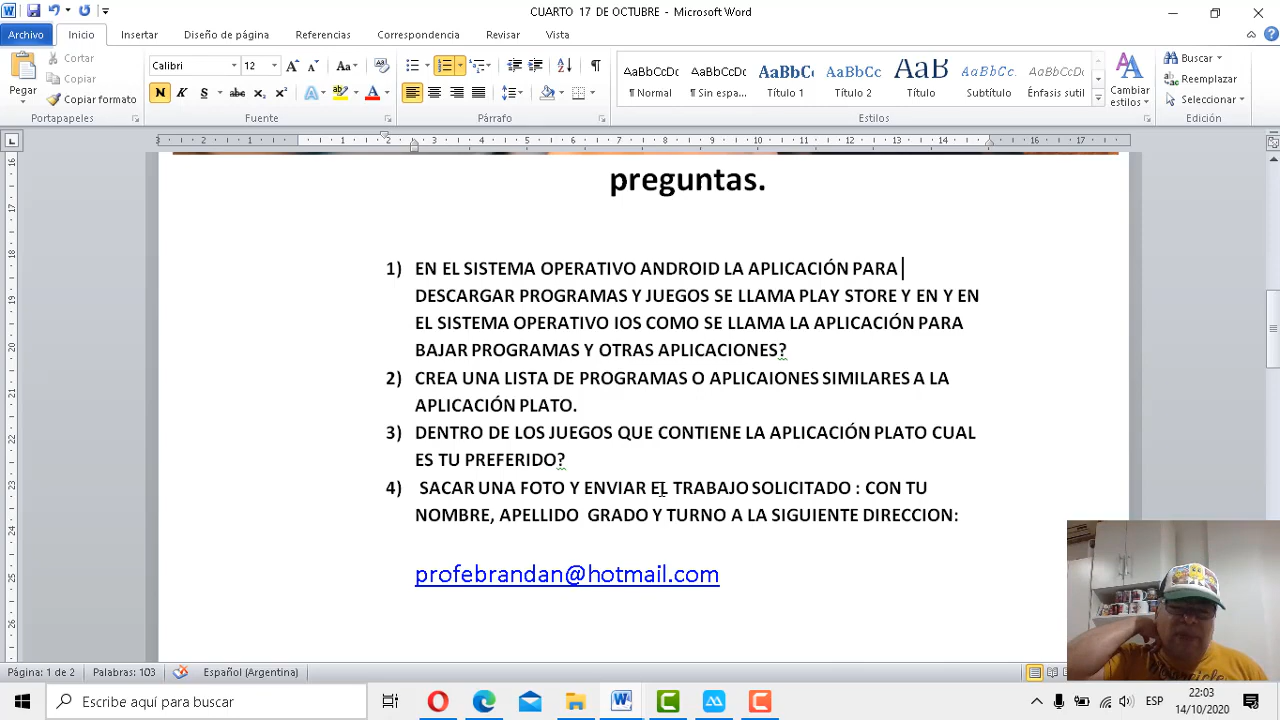 CUARTO 17 DE OCTUBRE - Microsoft Word
Archivo Inicio Insertar Diseño de página Referencias Correspondencia Revisar Vista
Pegar
Cortar
Copiar
Copiar formato
Portapapeles
Calibri 12
Fuente
Párrafo
AaBbCcDc AaBbCcDc AaBbCc AaBbCc AaB AaBbCcL AaBbCcDc
¶ Normal ¶ Sin espa... Título 1 Título 2 Título Subtítulo Énfasis sutil
Estilos
Cambiar estilos
Buscar
Reemplazar
Seleccionar
Edición
preguntas.
1) EN EL SISTEMA OPERATIVO ANDROID LA APLICACIÓN PARA
DESCARGAR PROGRAMAS Y JUEGOS SE LLAMA PLAY STORE Y EN Y EN
EL SISTEMA OPERATIVO IOS COMO SE LLAMA LA APLICACIÓN PARA
BAJAR PROGRAMAS Y OTRAS APLICACIONES?
2) CREA UNA LISTA DE PROGRAMAS O APLICAIONES SIMILARES A LA
APLICACIÓN PLATO.
3) DENTRO DE LOS JUEGOS QUE CONTIENE LA APLICACIÓN PLATO CUAL
ES TU PREFERIDO?
4) SACAR UNA FOTO Y ENVIAR EL TRABAJO SOLICITADO : CON TU
NOMBRE, APELLIDO GRADO Y TURNO A LA SIGUIENTE DIRECCION:
profebrandan@hotmail.com
Página: 1 de 2 Palabras: 103 Español (Argentina)
Escribe aquí para buscar
ESP
22:03
14/10/2020